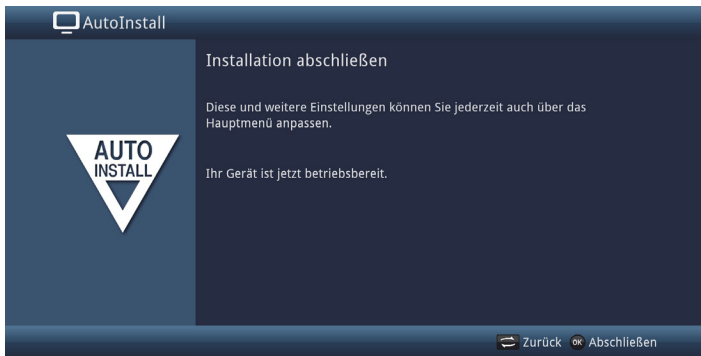 AutoInstall
Installation abschließen
Diese und weitere Einstellungen können Sie jederzeit auch über das
Hauptmenü anpassen.
AUTO
INSTALL
Ihr Gerät ist jetzt betriebsbereit.
Zurück OK Abschließen